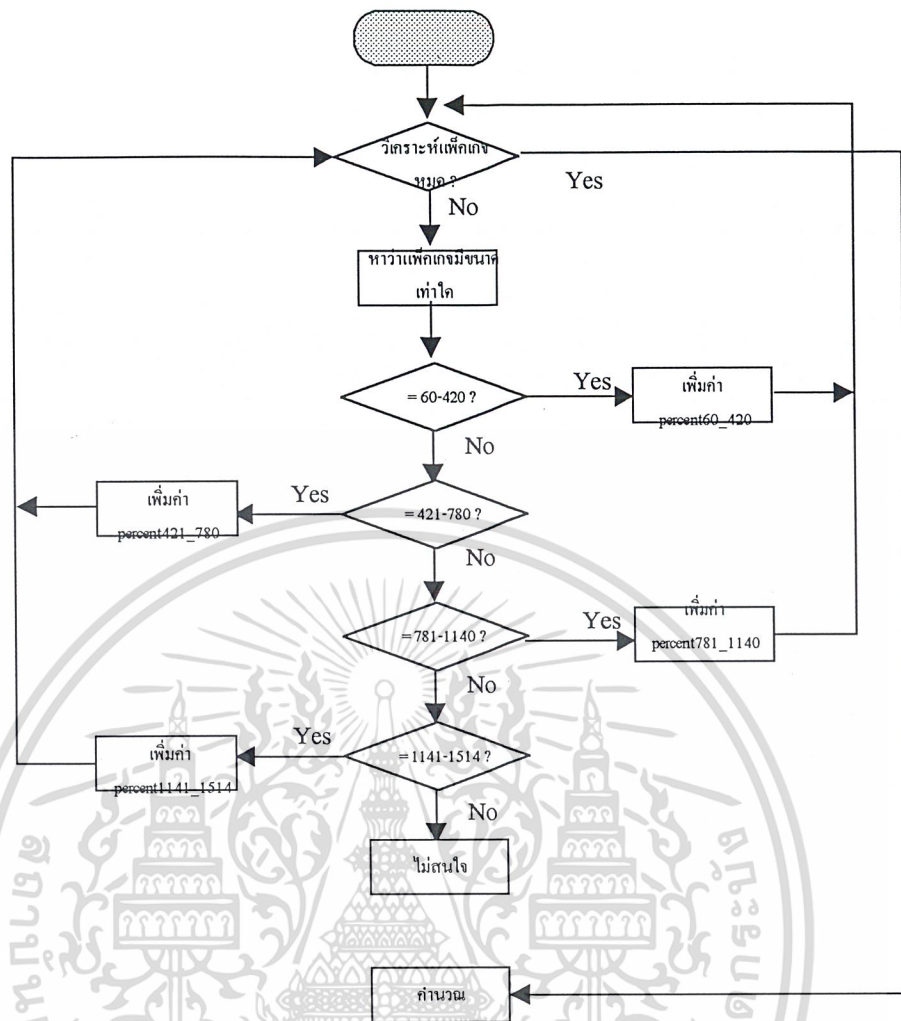 วิเคราะห์แพ็คเกจ
หมด ?
Yes
No
หาว่าแพ็คเกจมีขนาด
เท่าใด
= 60-420 ?
Yes
เพิ่มค่า
percent60_420
No
เพิ่มค่า
percent421_780
Yes
= 421-780 ?
No
= 781-1140 ?
Yes
เพิ่มค่า
percent781_1140
No
เพิ่มค่า
percent1141_1514
Yes
= 1141-1514 ?
No
ไม่สนใจ
คำนวณ